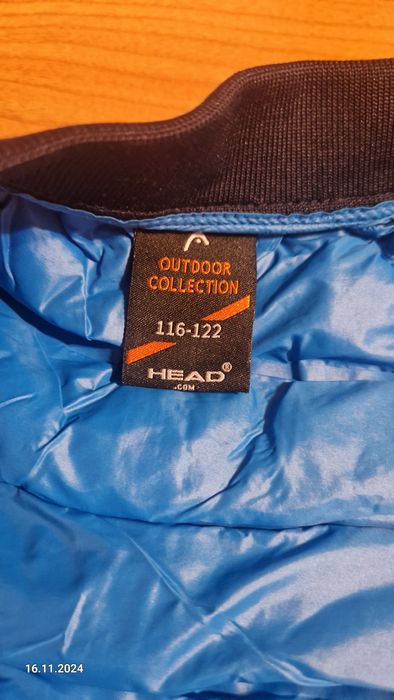 OUTDOOR
COLLECTION
116-122
HEAD®
.COM
16.11.2024